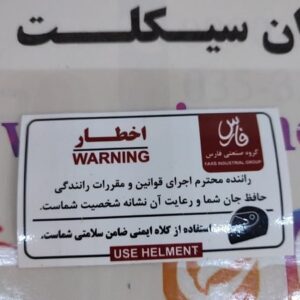 ان سیکلت
فارس
گروه صنعتی فارس
FARS INDUSTRIAL GROUP
اخطار
WARNING
راننده محترم اجرای قوانین و مقررات رانندگی
حافظ جان شما و رعایت آن نشانه شخصیت شماست.
استفاده از کلاه ایمنی ضامن سلامتی شماست.
USE HELMENT